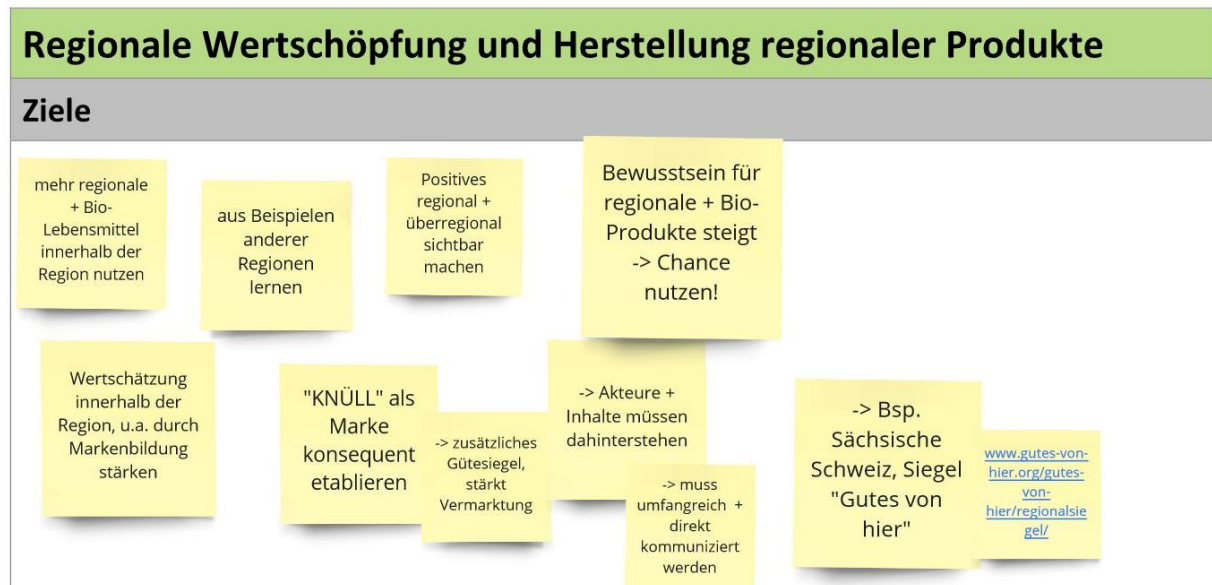 Regionale Wertschöpfung und Herstellung regionaler Produkte
Ziele
mehr regionale
+ Bio-
Lebensmittel
innerhalb der
Region nutzen
aus Beispielen
anderer
Regionen
lernen
Positives
regional +
überregional
sichtbar
machen
Bewusstsein für
regionale + Bio-
Produkte steigt
-> Chance
nutzen!
Wertschätzung
innerhalb der
Region, u.a. durch
Markenbildung
stärken
"KNÜLL" als
Marke
konsequent
etablieren
-> zusätzliches
Gütesiegel,
stärkt
Vermarktung
-> Akteure +
Inhalte müssen
dahinterstehen
-> muss
umfangreich +
direkt
kommuniziert
werden
-> Bsp.
Sächsische
Schweiz, Siegel
"Gutes von
hier"
www.gutes-von-
hier.org/gutes-
von-
hier/regionalsie
gel/